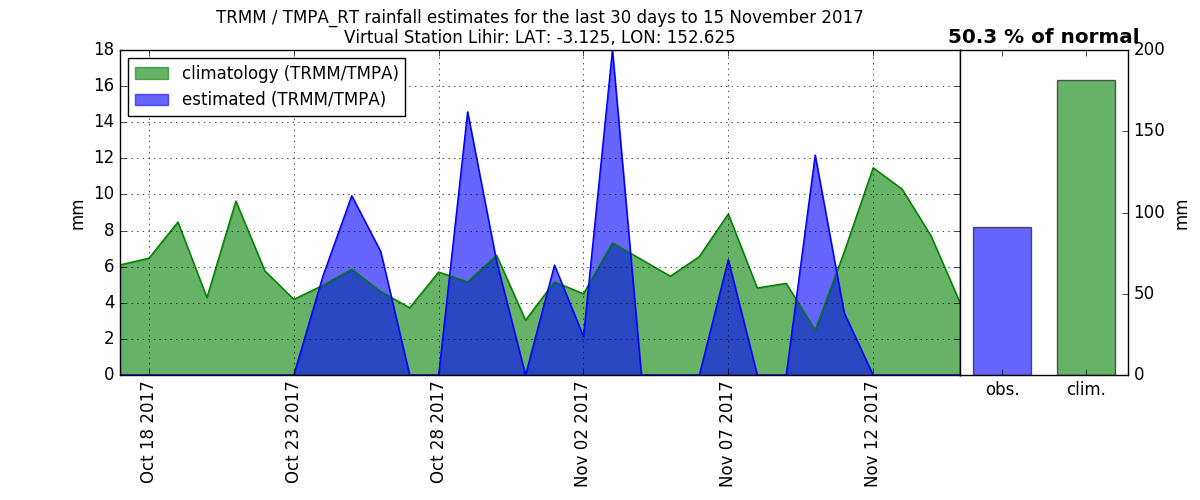 TRMM / TMPA_RT rainfall estimates for the last 30 days to 15 November 2017
Virtual Station Lihir: LAT: -3.125, LON: 152.625
50.3 % of normal
climatology (TRMM/TMPA)
estimated (TRMM/TMPA)
18
16
14
12
10
8
6
4
2
0
mm
Oct 18 2017
Oct 23 2017
Oct 28 2017
Nov 02 2017
Nov 07 2017
Nov 12 2017
obs.
clim.
200
150
100
50
0
mm